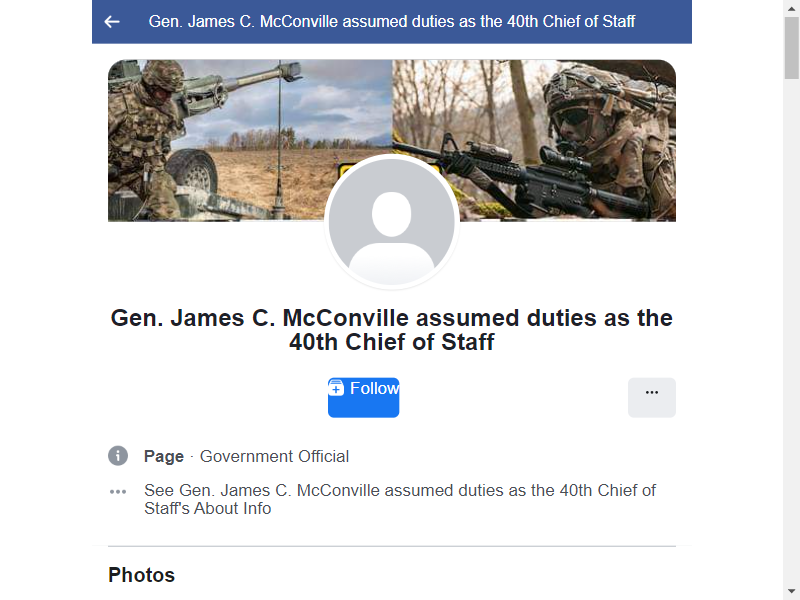 Gen. James C. McConville assumed duties as the 40th Chief of Staff
Gen. James C. McConville assumed duties as the
40th Chief of Staff
Follow
Page · Government Official
See Gen. James C. McConville assumed duties as the 40th Chief of
Staff's About Info
Photos